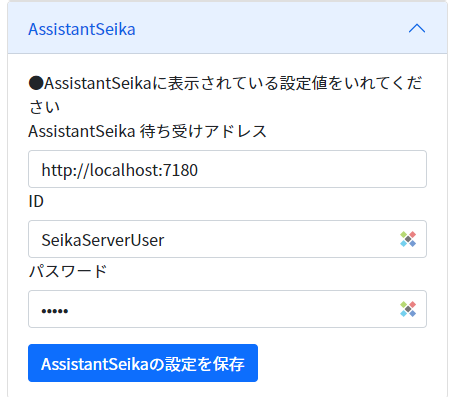 AssistantSeika
●AssistantSeikaに表示されている設定値をいれてくだ
さい
AssistantSeika 待ち受けアドレス
http://localhost:7180
ID
SeikaServerUser
パスワード
•••••
AssistantSeikaの設定を保存